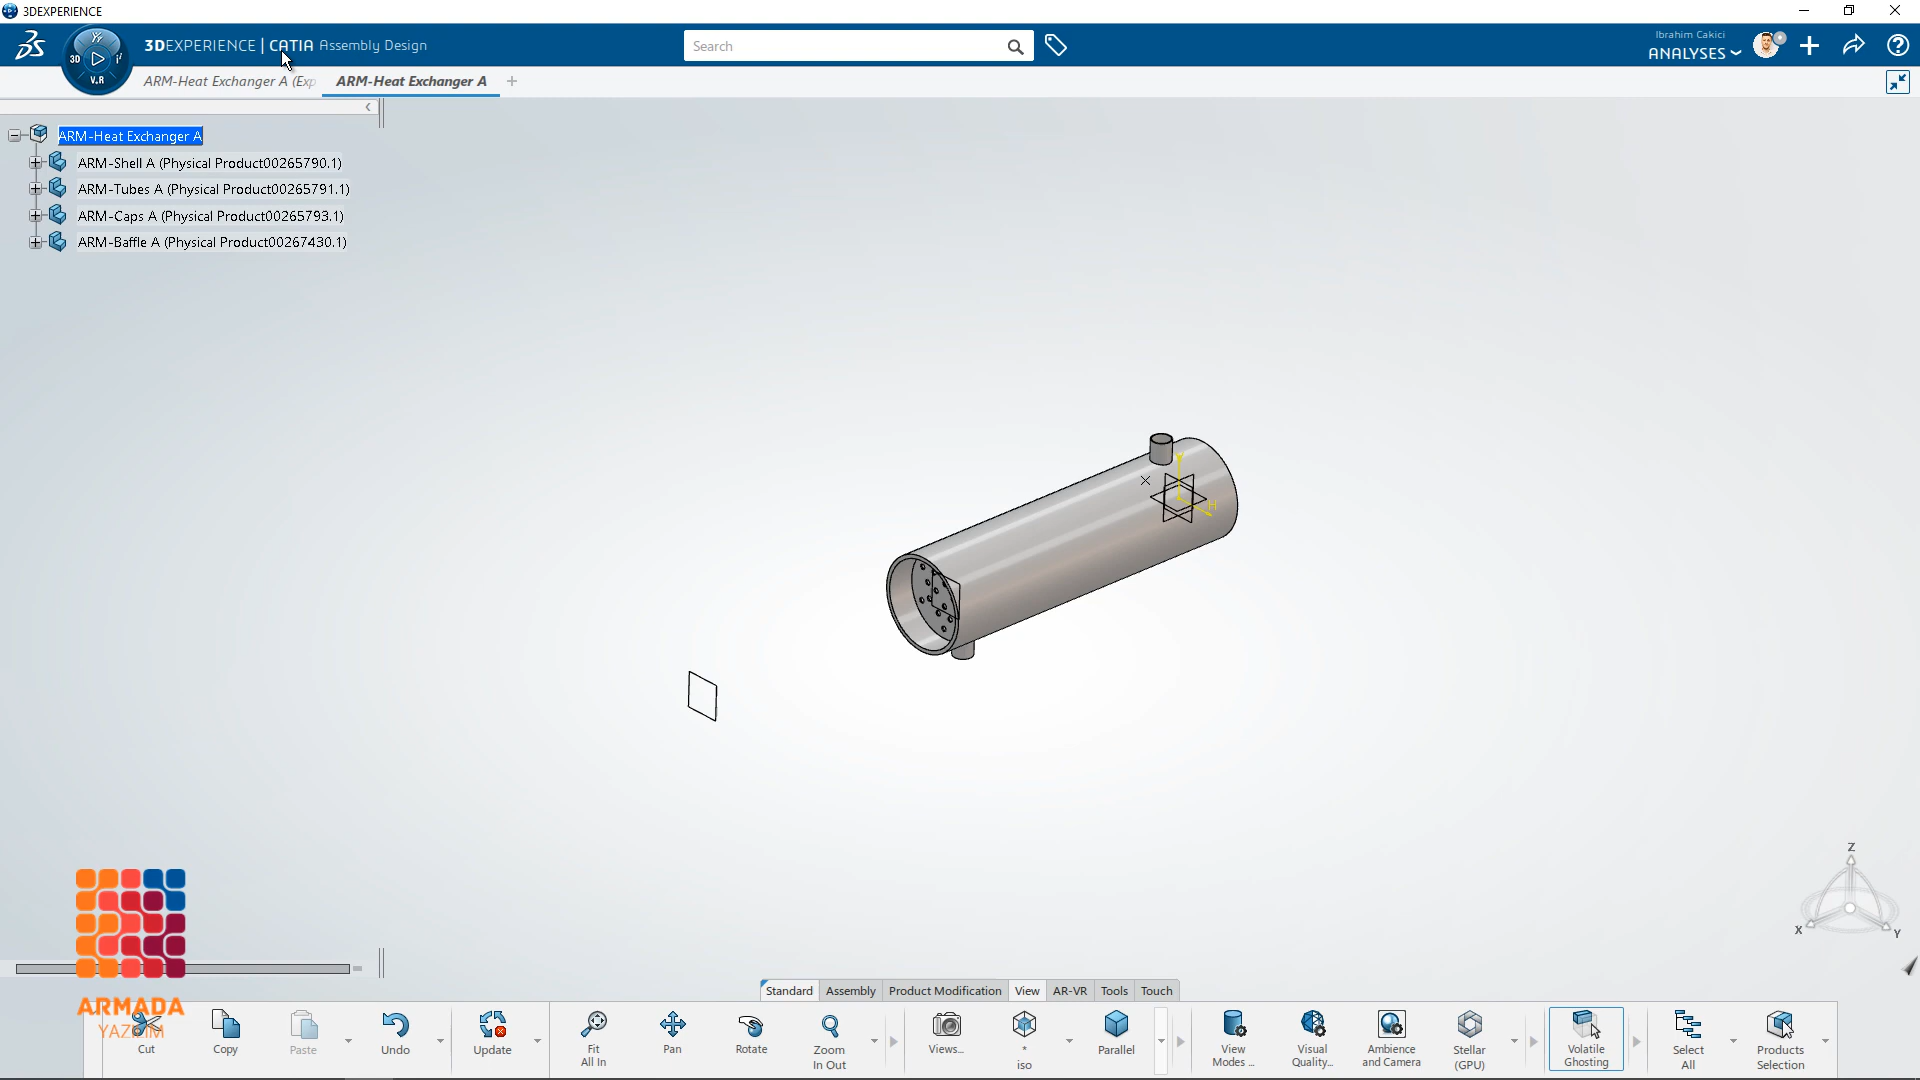 3DEXPERIENCE
3DEXPERIENCE | CATIA Assembly Design
Search
Ibrahim Cakici
ANALYSES
3D
V.R
ARM-Heat Exchanger A (Exp
ARM-Heat Exchanger A
ARM-Heat Exchanger A
ARM-Shell A (Physical Product00265790.1)
ARM-Tubes A (Physical Product00265791.1)
ARM-Caps A (Physical Product00265793.1)
ARM-Baffle A (Physical Product00267430.1)
H
Z
X
Y
ARMADA
YAZILIM
Standard Assembly Product Modification View AR-VR Tools Touch
Cut Copy Paste Undo Update Fit All In Pan Rotate Zoom In Out Views... * iso Parallel View Modes ... Visual Quality... Ambience and Camera Stellar (GPU) Volatile Ghosting Select All Products Selection